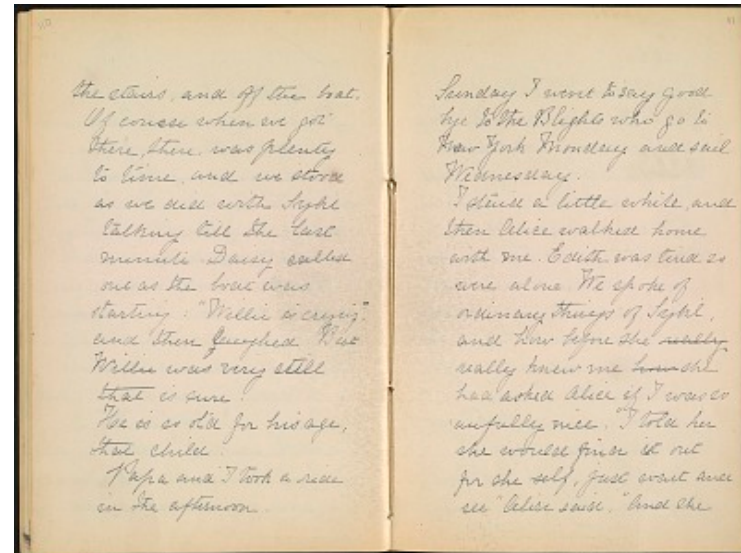 the stairs, and off the boat.
Of course when we got
there, there was plenty
to time, and we stood
as we did with Sybil
talking till the last
minute. Daisy called
out as the boat was
starting: "Willie is crying"
and then laughed. But
Willie was very still
that is sure.
He is so old for his age,
that child.
Papa and I took a ride
in the afternoon.
91
Sunday I went to say good
bye to the Blights who go to
New York Monday and sail
Wednesday.
I stayed a little while, and
then Alice walked home
with me. Edith was tired so
were alone. We spoke of
ordinary things of Sybil,
and how before she really
really knew me how she
had asked Alice if I was so
awfully nice. "I told her
she would find it out
for she self, just wait and
see" Alice said, "and she